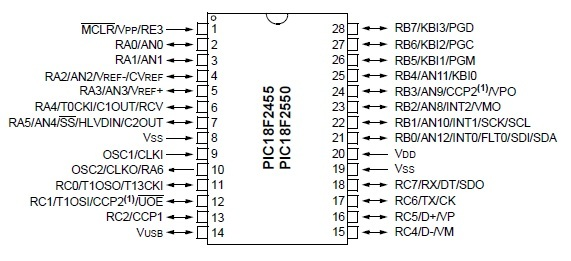 MCLR/VPP/RE3 1
RA0/AN0 2
RA1/AN1 3
RA2/AN2/VREF-/CVREF 4
RA3/AN3/VREF+ 5
RA4/T0CKI/C1OUT/RCV 6
RA5/AN4/SS/HLVDIN/C2OUT 7
VSS 8
OSC1/CLKI 9
OSC2/CLKO/RA6 10
RC0/T1OSO/T13CKI 11
RC1/T1OSI/CCP2(1)/UOE 12
RC2/CCP1 13
VUSB 14
PIC18F2455
PIC18F2550
28 RB7/KBI3/PGD
27 RB6/KBI2/PGC
26 RB5/KBI1/PGM
25 RB4/AN11/KBI0
24 RB3/AN9/CCP2(1)/VPO
23 RB2/AN8/INT2/VMO
22 RB1/AN10/INT1/SCK/SCL
21 RB0/AN12/INT0/FLT0/SDI/SDA
20 VDD
19 VSS
18 RC7/RX/DT/SDO
17 RC6/TX/CK
16 RC5/D+/VP
15 RC4/D-/VM